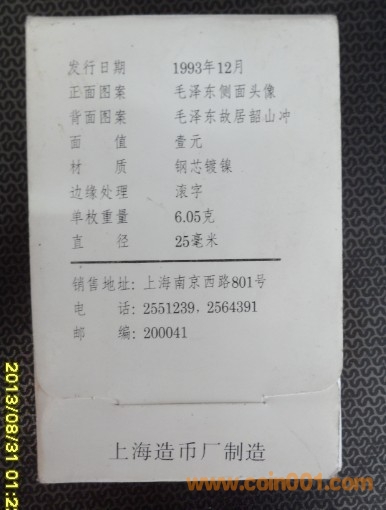 发行日期 1993年12月
正面图案 毛泽东侧面头像
背面图案 毛泽东故居韶山冲
面 值 壹元
材 质 钢芯镀镍
边缘处理 滚字
单枚重量 6.05克
直 径 25毫米
销售地址: 上海南京西路801号
电 话: 2551239, 2564391
邮 编: 200041
上海造币厂制造
www.coin001.com
2013/08/31 01:2